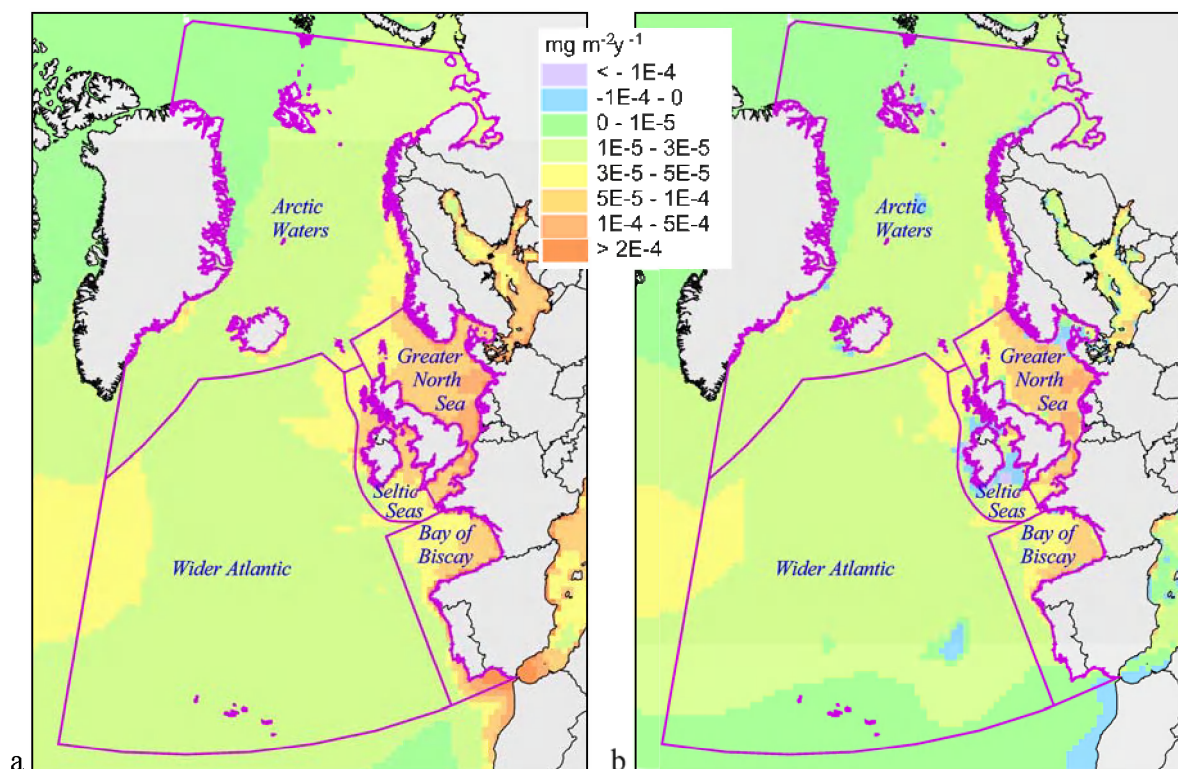 mg m-2y-1
< - 1E-4
-1E-4 - 0
0 - 1E-5
1E-5 - 3E-5
3E-5 - 5E-5
5E-5 - 1E-4
1E-4 - 5E-4
> 2E-4
Arctic
Waters
Greater
North
Sea
Seltic
Seas
Bay of
Biscay
Wider Atlantic
a
Arctic
Waters
Greater
North
Sea
Seltic
Seas
Bay of
Biscay
Wider Atlantic
b